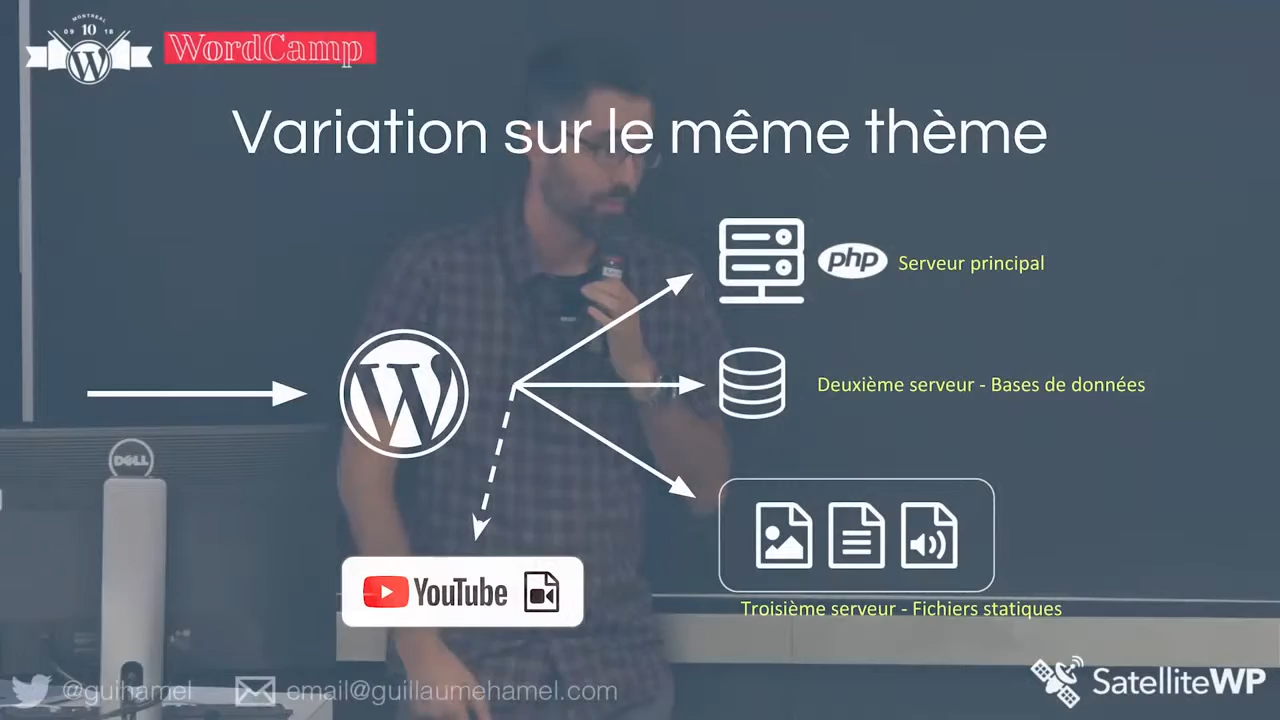 MONTREAL
09 10 18
WordCamp
Variation sur le même thème
php Serveur principal
Deuxième serveur - Bases de données
DELL
YouTube
Troisième serveur - Fichiers statiques
@guihamel email@guillaumehamel.com
SatelliteWP